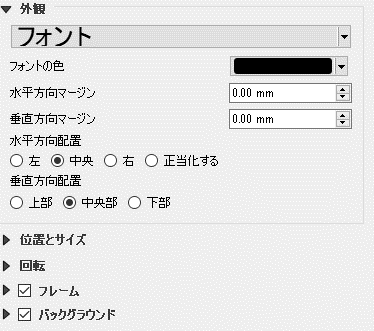 外観
フォント
フォントの色
水平方向マージン 0.00 mm
垂直方向マージン 0.00 mm
水平方向配置
左 中央 右 正当化する
垂直方向配置
上部 中央部 下部
位置とサイズ
回転
フレーム
バックグラウンド